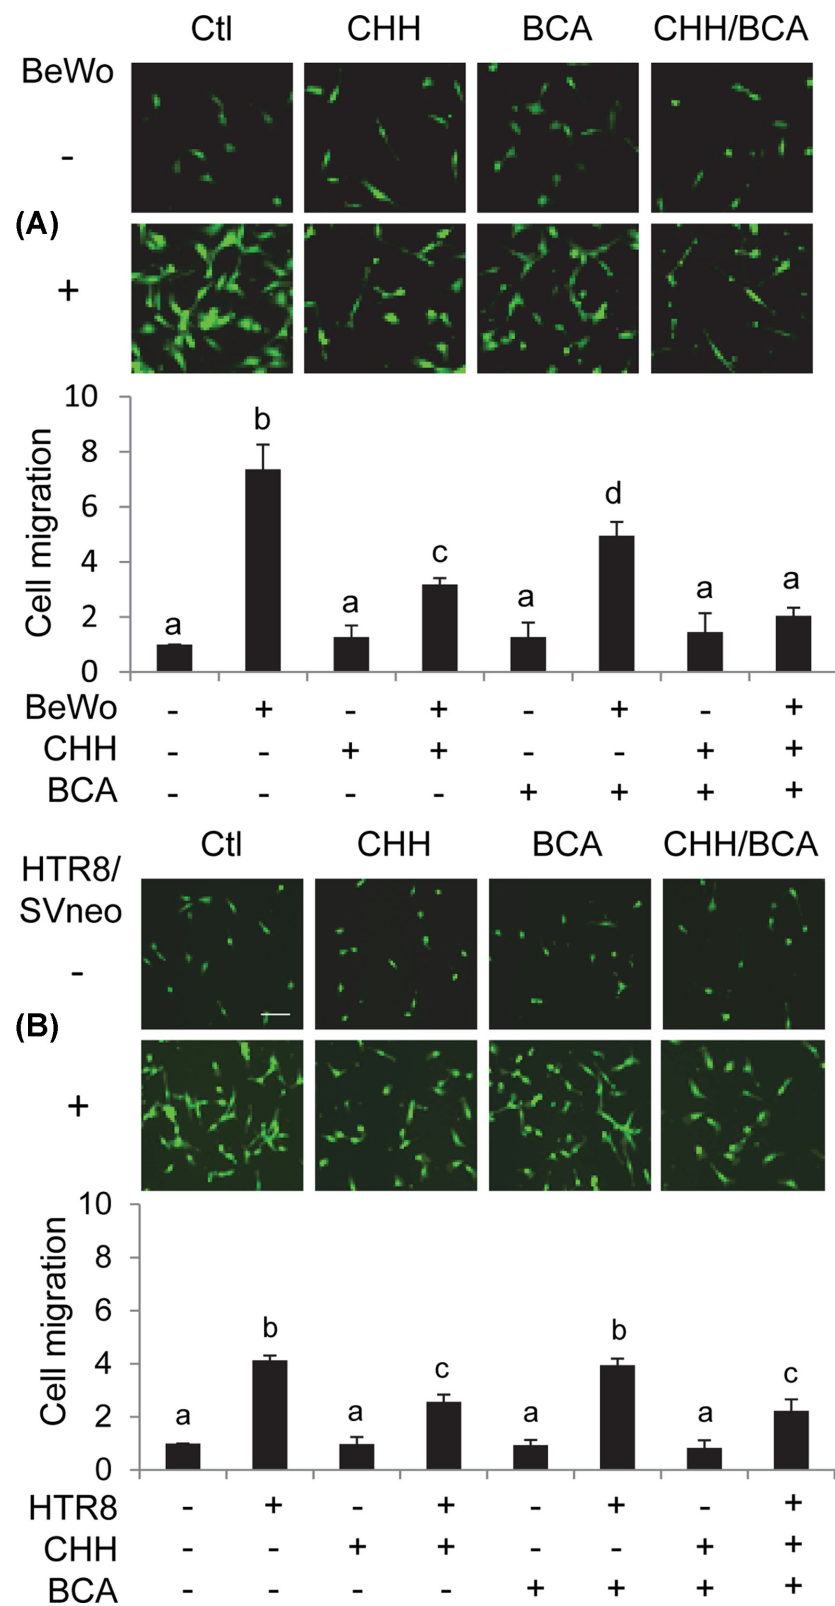 Ctl CHH BCA CHH/BCA
BeWo
-
(A)
+
10
8
6
4
2
0
Cell migration
a b a c a d a a
BeWo - + - + - + - +
CHH - - + + - - + +
BCA - - - - + + + +
Ctl CHH BCA CHH/BCA
HTR8/
SVneo
-
(B)
+
10
8
6
4
2
0
Cell migration
a b a c a b a c
HTR8 - + - + - + - +
CHH - - + + - - + +
BCA - - - - + + + +